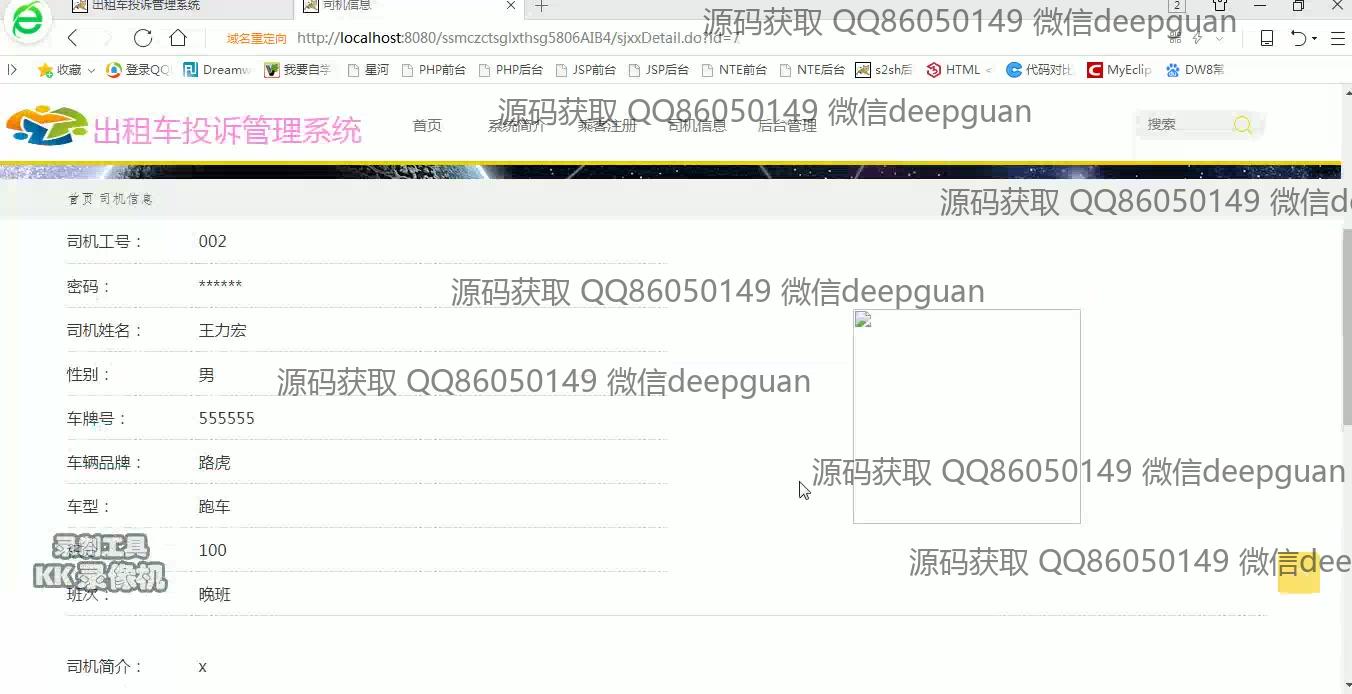 出租车投诉管理系统 司机信息 2
域名重定向 http://localhost:8080/ssmczctsglxthsg5806AIB4/sjxxDetail.do?id=7
收藏 登录QQ Dreamw 我要自学 星河 PHP前台 PHP后台 JSP前台 JSP后台 NTE前台 NTE后台 s2sh后 HTML 代码对比 MyEclip DW8常
出租车投诉管理系统 首页 系统简介 乘客注册 司机信息 后台管理 搜索
首页 司机信息
司机工号： 002
密码： ******
司机姓名： 王力宏
性别： 男
车牌号： 555555
车辆品牌： 路虎
车型： 跑车
100
班次： 晚班
司机简介： x
源码获取 QQ86050149 微信deepguan
源码获取 QQ86050149 微信deepguan
源码获取 QQ86050149 微信d
源码获取 QQ86050149 微信deepguan
源码获取 QQ86050149 微信deepguan
源码获取 QQ86050149 微信deepguan
源码获取 QQ86050149 微信dee
录制工具
KK录像机